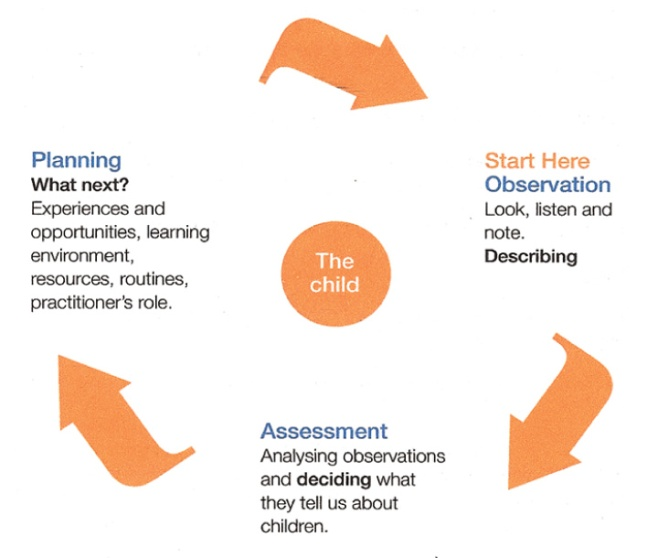 Planning
What next?
Experiences and
opportunities, learning
environment,
resources, routines,
practitioner's role.
Start Here
Observation
Look, listen and
note.
Describing
The
child
Assessment
Analysing observations
and deciding what
they tell us about
children.